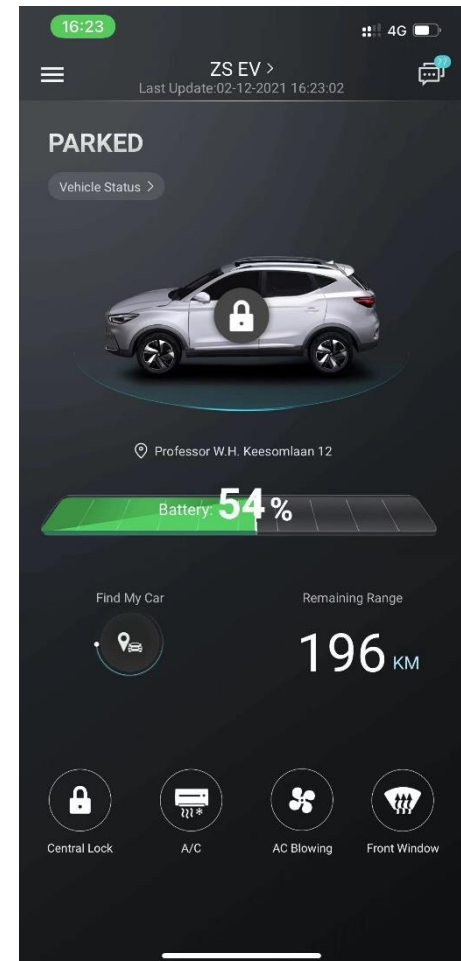 16:23
4G
ZS EV >
77
Last Update:02-12-2021 16:23:02
PARKED
Vehicle Status >
Professor W.H. Keesomlaan 12
Battery: 54%
Find My Car
Remaining Range
196 KM
Central Lock
A/C
AC Blowing
Front Window